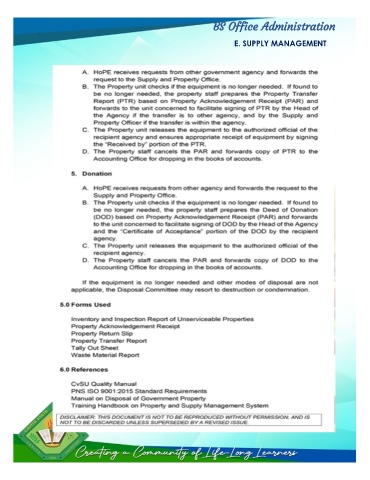 BS Office Administration
E. SUPPLY MANAGEMENT
A. HoPE receives requests from other government agency and forwards the
request to the Supply and Property Office.
B. The Property unit checks if the equipment is no longer needed. If found to
be no longer needed, the property staff prepares the Property Transfer
Report (PTR) based on Property Acknowledgement Receipt (PAR) and
forwards to the unit concerned to facilitate signing of PTR by the Head of
the Agency if the transfer is to other agency, and by the Supply and
Property Officer if the transfer is within the agency.
C. The Property unit releases the equipment to the authorized official of the
recipient agency and ensures appropriate receipt of equipment by signing
the "Received by" portion of the PTR.
D. The Property staff cancels the PAR and forwards copy of PTR to the
Accounting Office for dropping in the books of accounts.
5. Donation
A. HoPE receives requests from other agency and forwards the request to the
Supply and Property Office.
B. The Property unit checks if the equipment is no longer needed. If found to
be no longer needed, the property staff prepares the Deed of Donation
(DOD) based on Property Acknowledgement Receipt (PAR) and forwards
to the unit concerned to facilitate signing of DOD by the Head of the Agency
and the "Certificate of Acceptance" portion of the DOD by the recipient
agency.
C. The Property unit releases the equipment to the authorized official of the
recipient agency.
D. The Property staff cancels the PAR and forwards copy of DOD to the
Accounting Office for dropping in the books of accounts.
If the equipment is no longer needed and other modes of disposal are not
applicable, the Disposal Committee may resort to destruction or condemnation.
5.0 Forms Used
Inventory and Inspection Report of Unserviceable Properties
Property Acknowledgement Receipt
Property Return Slip
Property Transfer Report
Tally Out Sheet
Waste Material Report
6.0 References
CvSU Quality Manual
PNS ISO 9001:2015 Standard Requirements
Manual on Disposal of Government Property
Training Handbook on Property and Supply Management System
DISCLAIMER: THIS DOCUMENT IS NOT TO BE REPRODUCED WITHOUT PERMISSION, AND IS
NOT TO BE DISCARDED UNLESS SUPERSEDED BY A REVISED ISSUE.
Creating a Community of Life-Long Learners